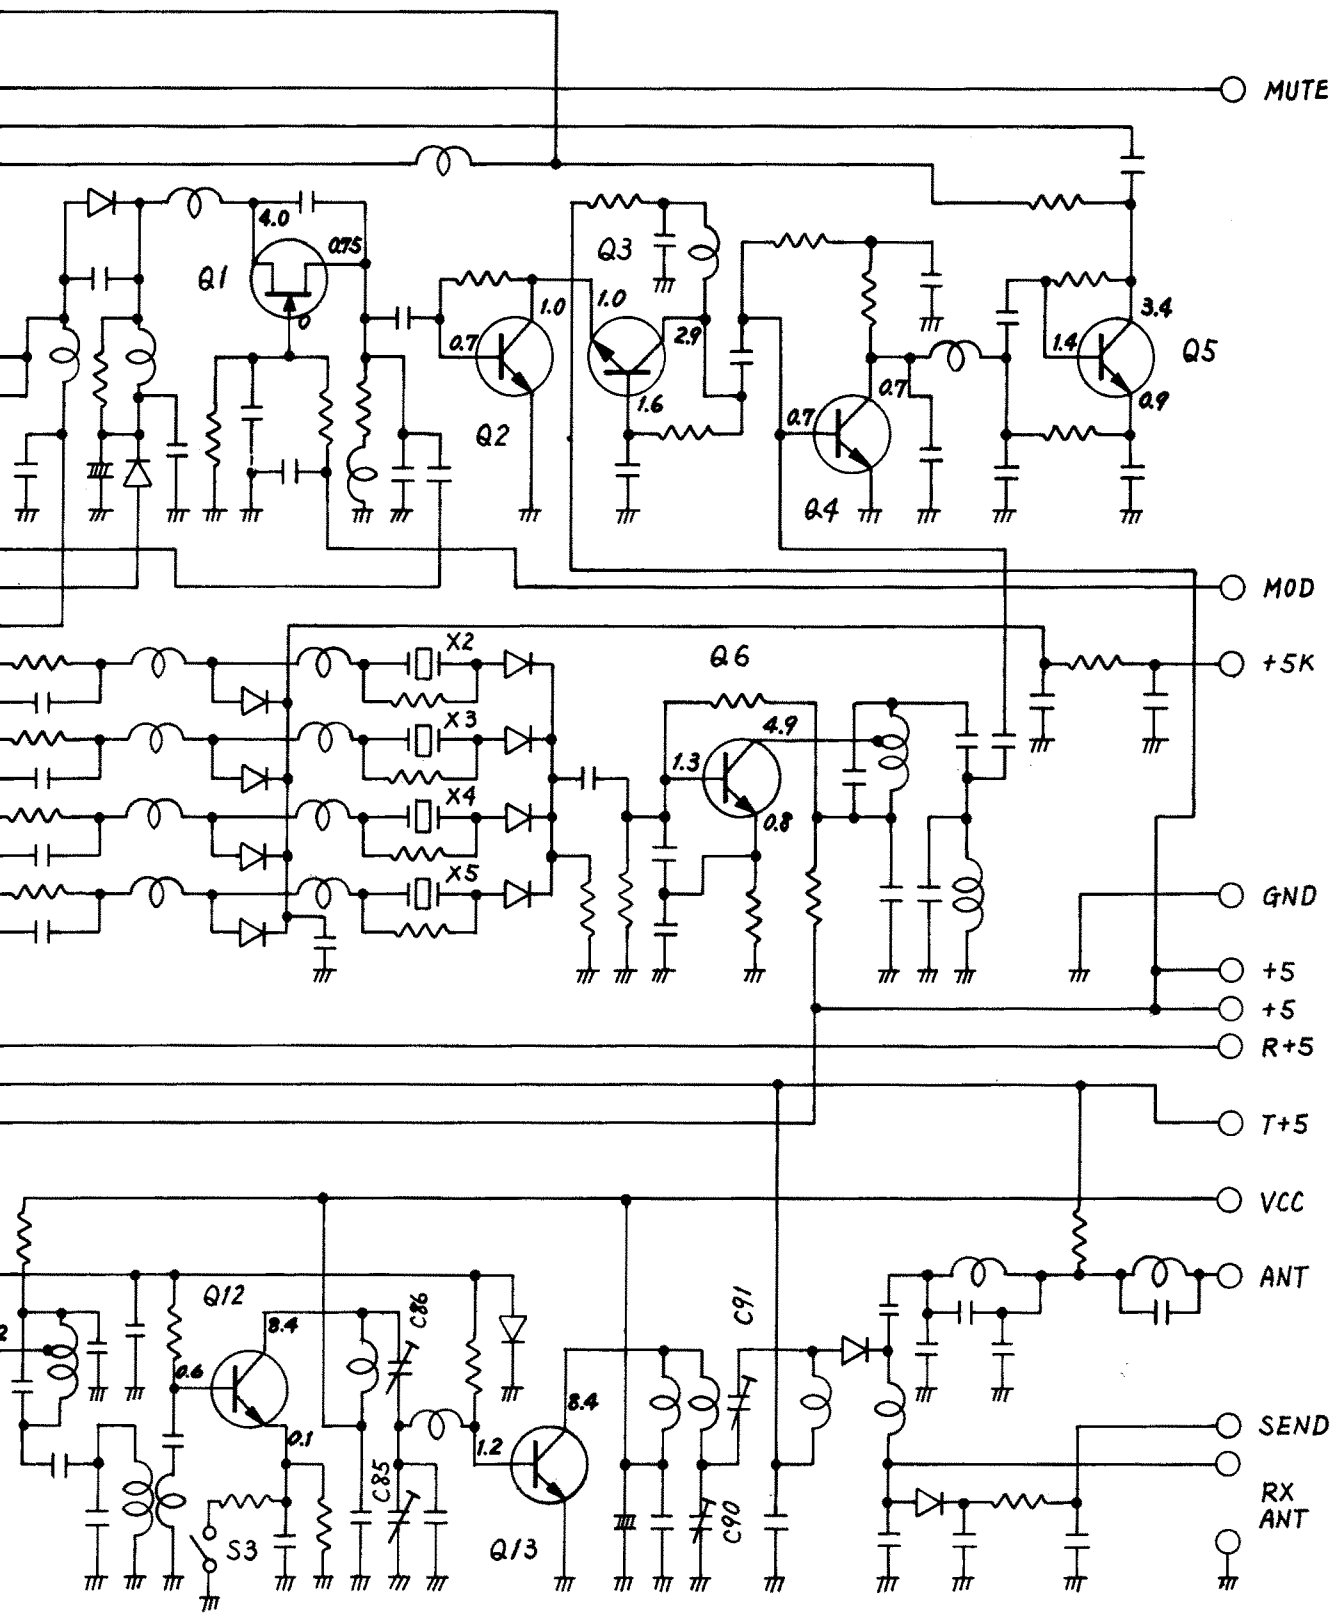 MUTE
4.0
0.75
Q1
0
Q3
1.0
1.0
0.7
2.9
1.6
Q2
3.4
1.4
Q5
0.9
0.7
0.7
Q4
MOD
X2
Q6
+5K
X3
4.9
1.3
X4
0.8
X5
GND
+5
+5
R+5
T+5
VCC
ANT
Q12
8.4
C86
C91
2
0.6
8.4
0.1
1.2
SEND
C85
C90
RX
ANT
S3
Q13